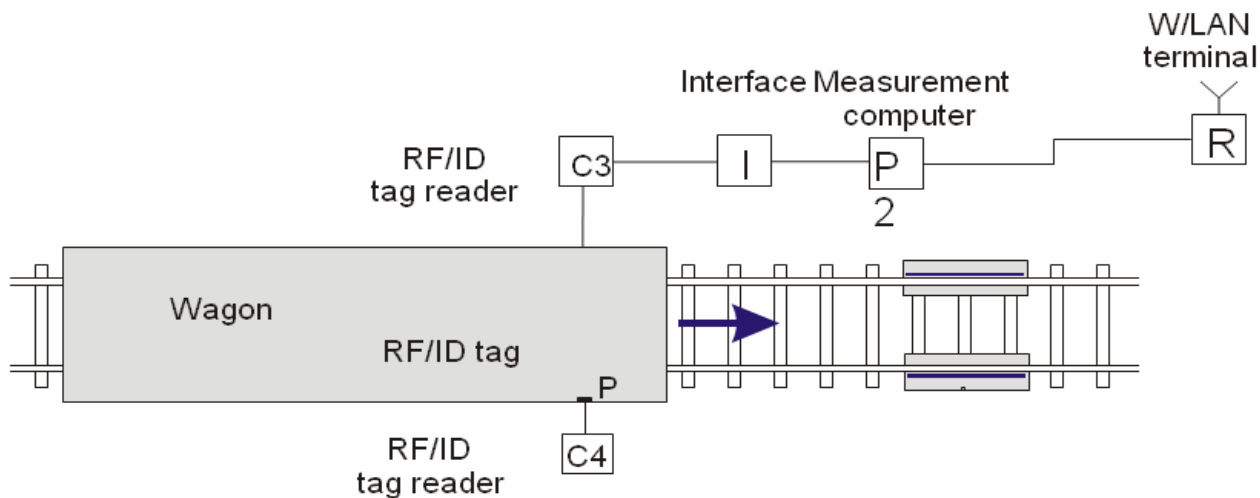 W/LAN
terminal
Interface Measurement
computer
RF/ID
tag reader
C3
I
P
2
R
Wagon
RF/ID tag
P
RF/ID
tag reader
C4